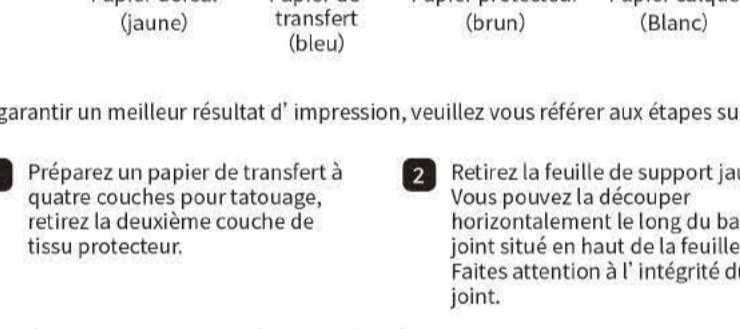 (jaune)
transfert
(bleu)
(brun)
(Blanc)
garantir un meilleur résultat d' impression, veuillez vous référer aux étapes su
Préparez un papier de transfert à
quatre couches pour tatouage,
retirez la deuxième couche de
tissu protecteur.
2
Retirez la feuille de support jau
Vous pouvez la découper
horizontalement le long du ba
joint situé en haut de la feuille
Faites attention à l' intégrité du
joint.